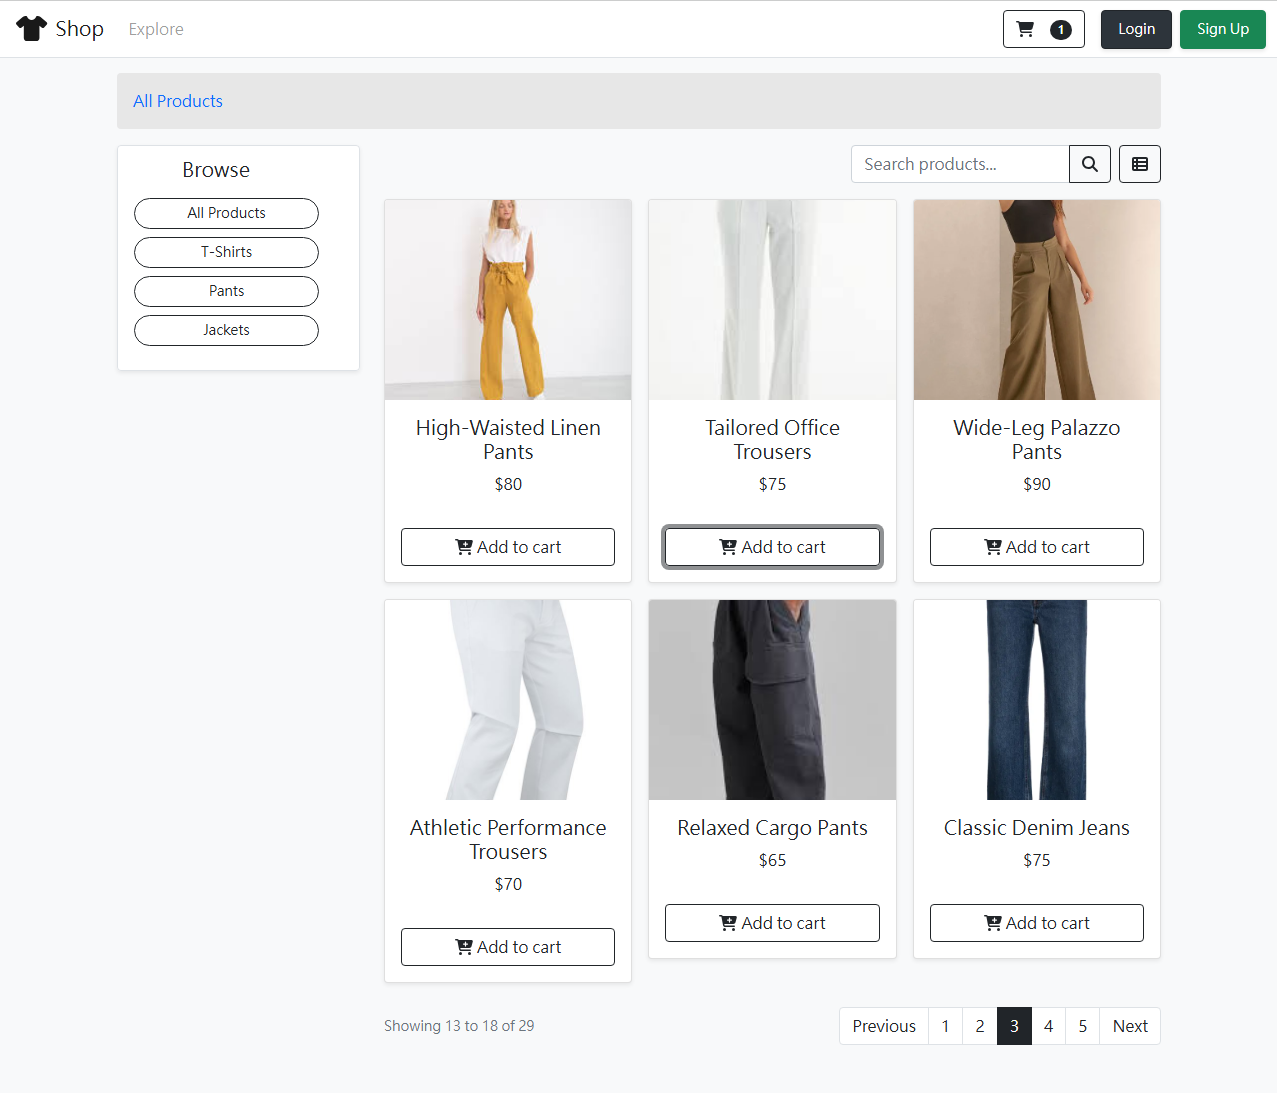 Shop Explore 1 Login Sign Up
All Products
Browse
All Products
T-Shirts
Pants
Jackets
Search products...
High-Waisted Linen
Pants
$80
Add to cart
Tailored Office
Trousers
$75
Add to cart
Wide-Leg Palazzo
Pants
$90
Add to cart
Athletic Performance
Trousers
$70
Add to cart
Relaxed Cargo Pants
$65
Add to cart
Classic Denim Jeans
$75
Add to cart
Showing 13 to 18 of 29
Previous 1 2 3 4 5 Next